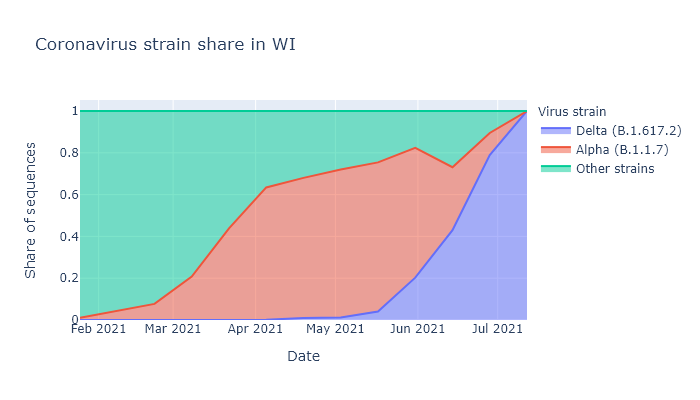 Coronavirus strain share in WI
Virus strain
Delta (B.1.617.2)
Alpha (B.1.1.7)
Other strains
Share of sequences
1
0.8
0.6
0.4
0.2
0
Feb 2021 Mar 2021 Apr 2021 May 2021 Jun 2021 Jul 2021
Date